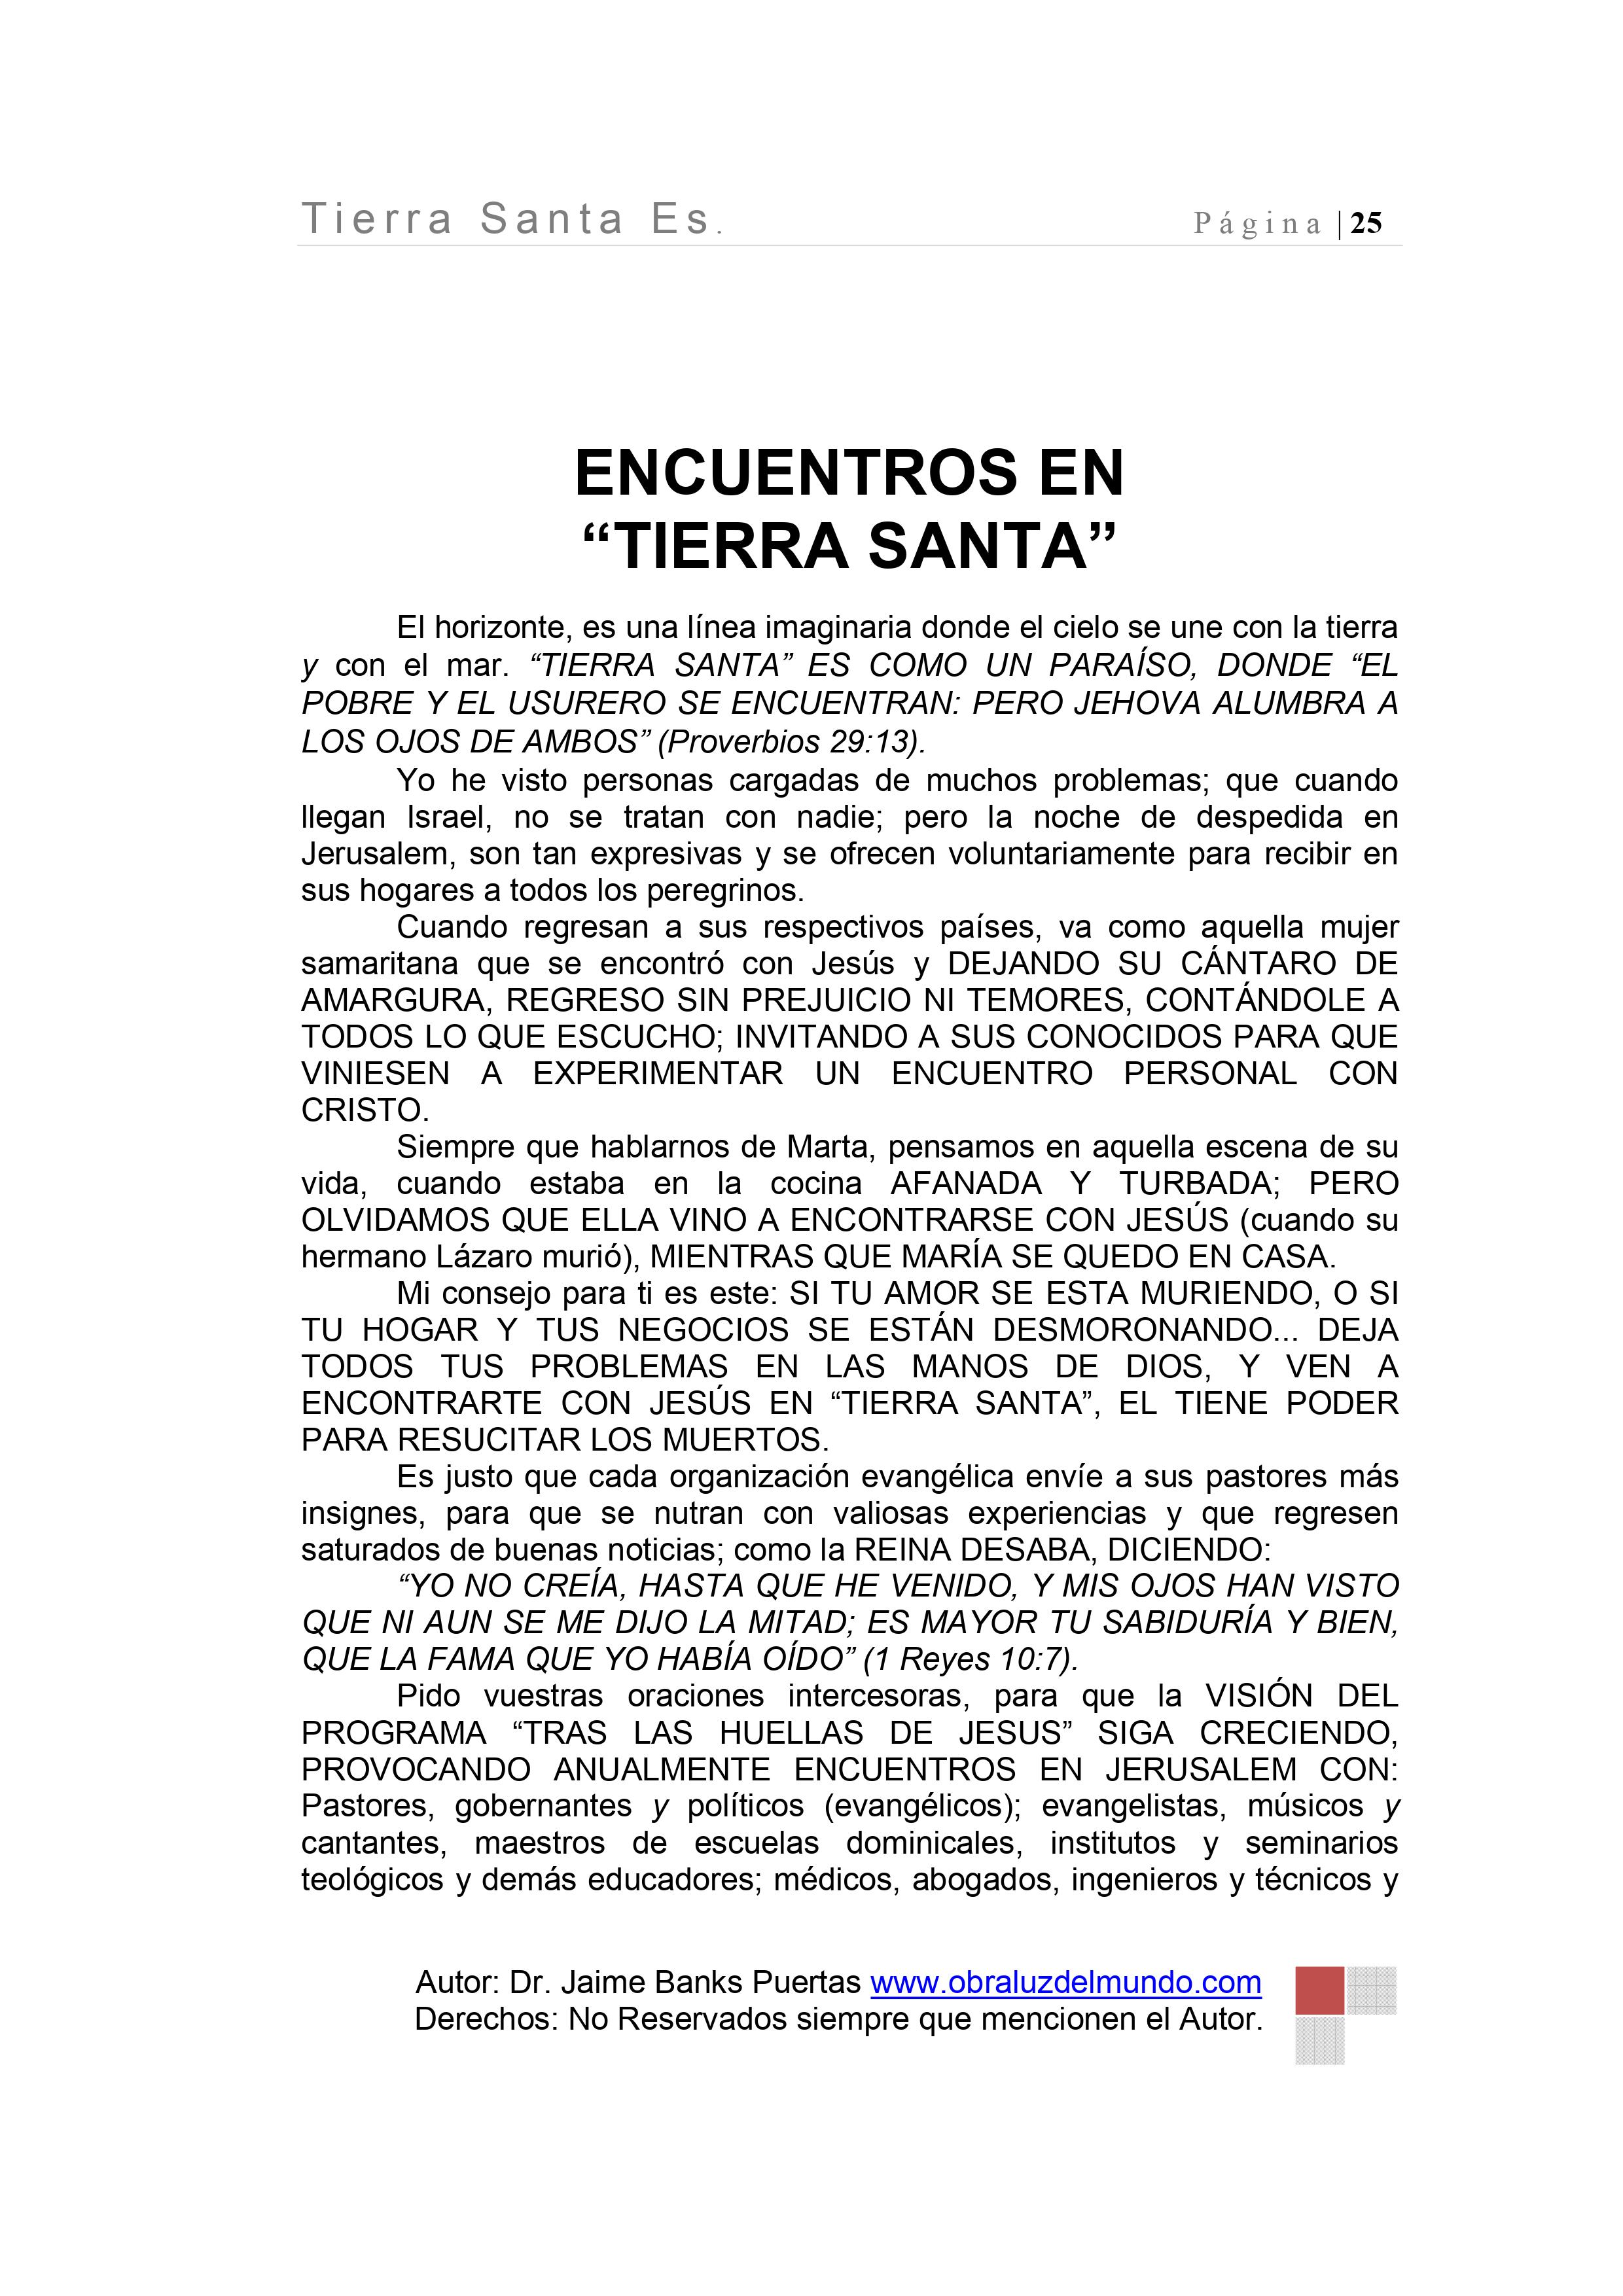 Tierra Santa Es. Página | 25
ENCUENTROS EN
“TIERRA SANTA”
El horizonte, es una línea imaginaria donde el cielo se une con la tierra
y con el mar. “TIERRA SANTA” ES COMO UN PARAÍSO, DONDE “EL
POBRE Y EL USURERO SE ENCUENTRAN: PERO JEHOVA ALUMBRA A
LOS OJOS DE AMBOS” (Proverbios 29:13).
Yo he visto personas cargadas de muchos problemas; que cuando
llegan Israel, no se tratan con nadie; pero la noche de despedida en
Jerusalem, son tan expresivas y se ofrecen voluntariamente para recibir en
sus hogares a todos los peregrinos.
Cuando regresan a sus respectivos países, va como aquella mujer
samaritana que se encontró con Jesús y DEJANDO SU CÁNTARO DE
AMARGURA, REGRESO SIN PREJUICIO NI TEMORES, CONTÁNDOLE A
TODOS LO QUE ESCUCHO; INVITANDO A SUS CONOCIDOS PARA QUE
VINIESEN A EXPERIMENTAR UN ENCUENTRO PERSONAL CON
CRISTO.
Siempre que hablarnos de Marta, pensamos en aquella escena de su
vida, cuando estaba en la cocina AFANADA Y TURBADA; PERO
OLVIDAMOS QUE ELLA VINO A ENCONTRARSE CON JESÚS (cuando su
hermano Lázaro murió), MIENTRAS QUE MARÍA SE QUEDO EN CASA.
Mi consejo para ti es este: SI TU AMOR SE ESTA MURIENDO, O SI
TU HOGAR Y TUS NEGOCIOS SE ESTÁN DESMORONANDO... DEJA
TODOS TUS PROBLEMAS EN LAS MANOS DE DIOS, Y VEN A
ENCONTRARTE CON JESÚS EN “TIERRA SANTA”, EL TIENE PODER
PARA RESUCITAR LOS MUERTOS.
Es justo que cada organización evangélica envíe a sus pastores más
insignes, para que se nutran con valiosas experiencias y que regresen
saturados de buenas noticias; como la REINA DESABA, DICIENDO:
“YO NO CREÍA, HASTA QUE HE VENIDO, Y MIS OJOS HAN VISTO
QUE NI AUN SE ME DIJO LA MITAD; ES MAYOR TU SABIDURÍA Y BIEN,
QUE LA FAMA QUE YO HABÍA OÍDO” (1 Reyes 10:7).
Pido vuestras oraciones intercesoras, para que la VISIÓN DEL
PROGRAMA “TRAS LAS HUELLAS DE JESUS” SIGA CRECIENDO,
PROVOCANDO ANUALMENTE ENCUENTROS EN JERUSALEM CON:
Pastores, gobernantes y políticos (evangélicos); evangelistas, músicos y
cantantes, maestros de escuelas dominicales, institutos y seminarios
teológicos y demás educadores; médicos, abogados, ingenieros y técnicos y
Autor: Dr. Jaime Banks Puertas www.obraluzdelmundo.com
Derechos: No Reservados siempre que mencionen el Autor.